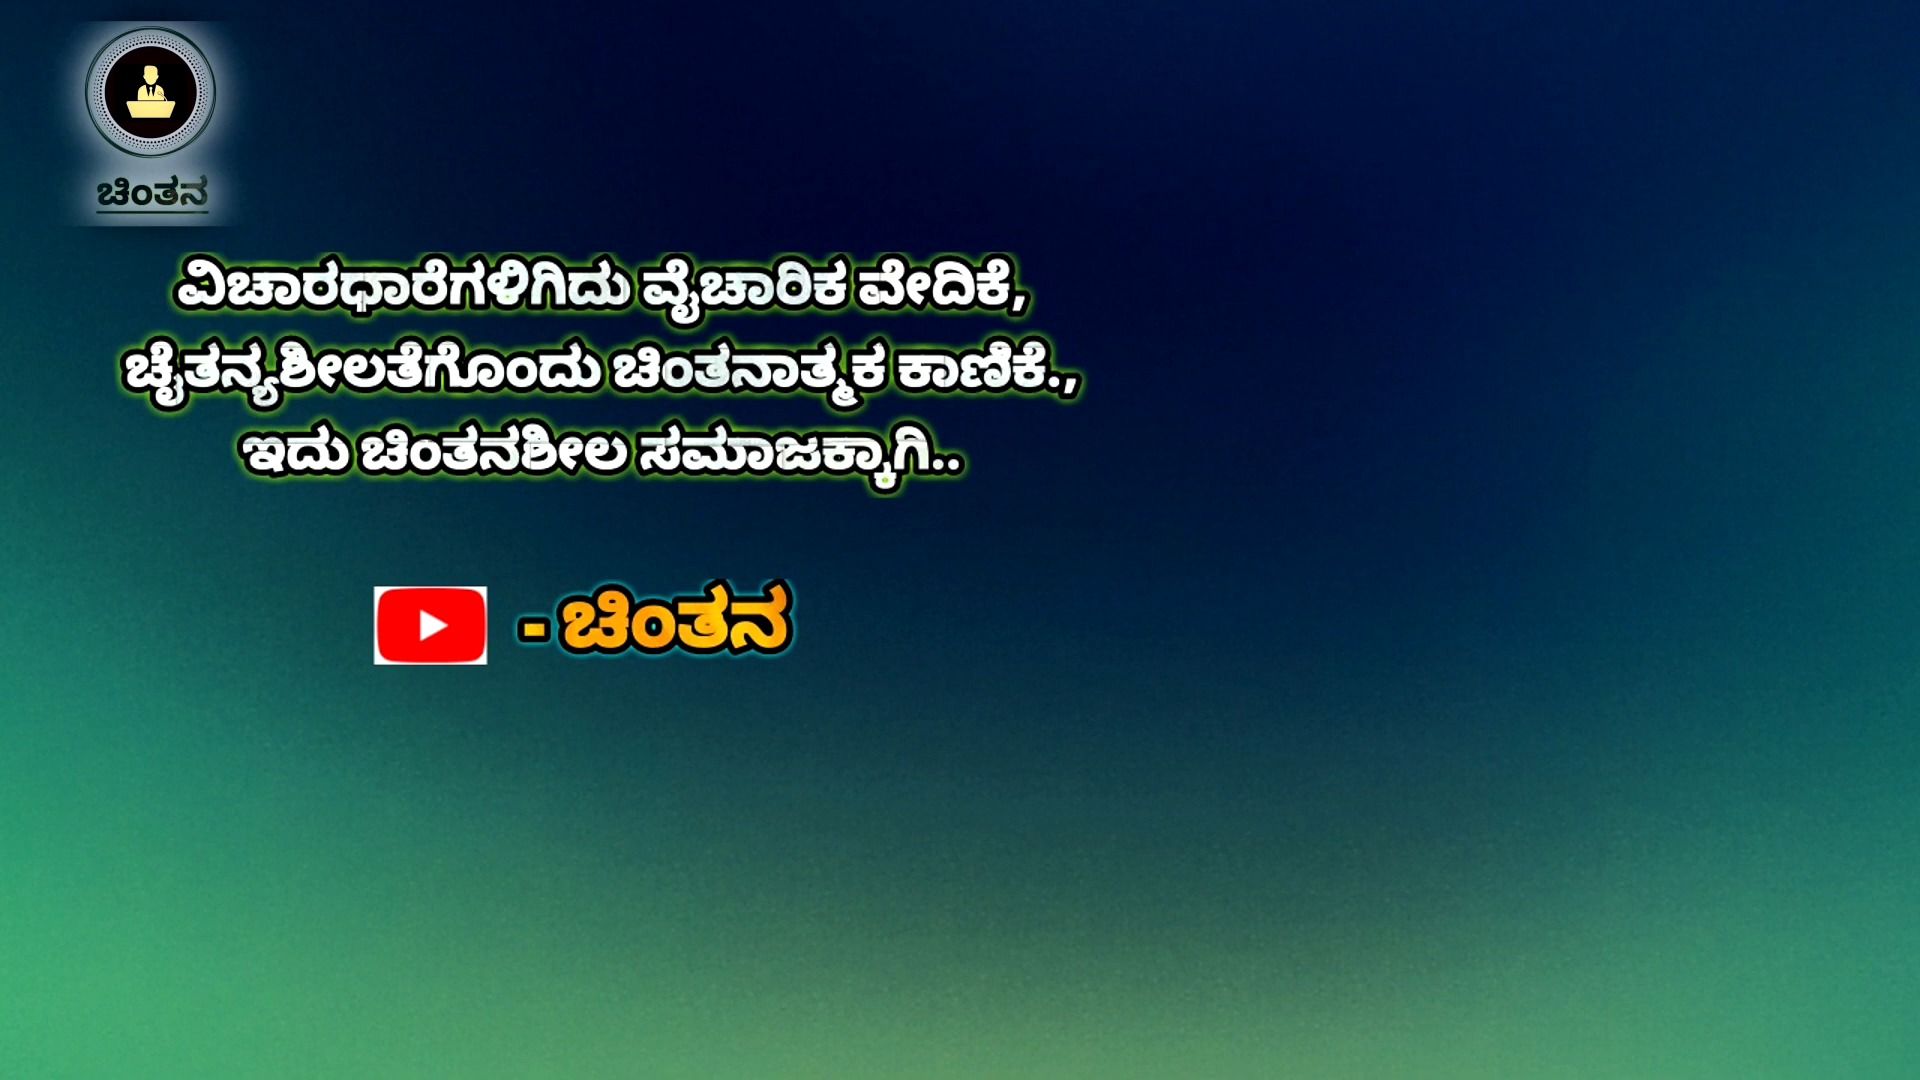 ಚಿಂತನ
ವಿಚಾರಧಾರೆಗಳಿಗಿದು ವೈಚಾರಿಕ ವೇದಿಕೆ,
ಚೈತನ್ಯಶೀಲತೆಗೊಂದು ಚಿಂತನಾತ್ಮಕ ಕಾಣಿಕೆ.,
ಇದು ಚಿಂತನಶೀಲ ಸಮಾಜಕ್ಕಾಗಿ..
- ಚಿಂತನ